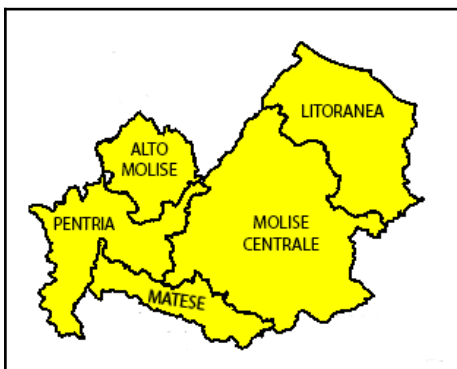 LITORANEA
ALTO
MOLISE
PENTRIA
MOLISE
CENTRALE
MATESE